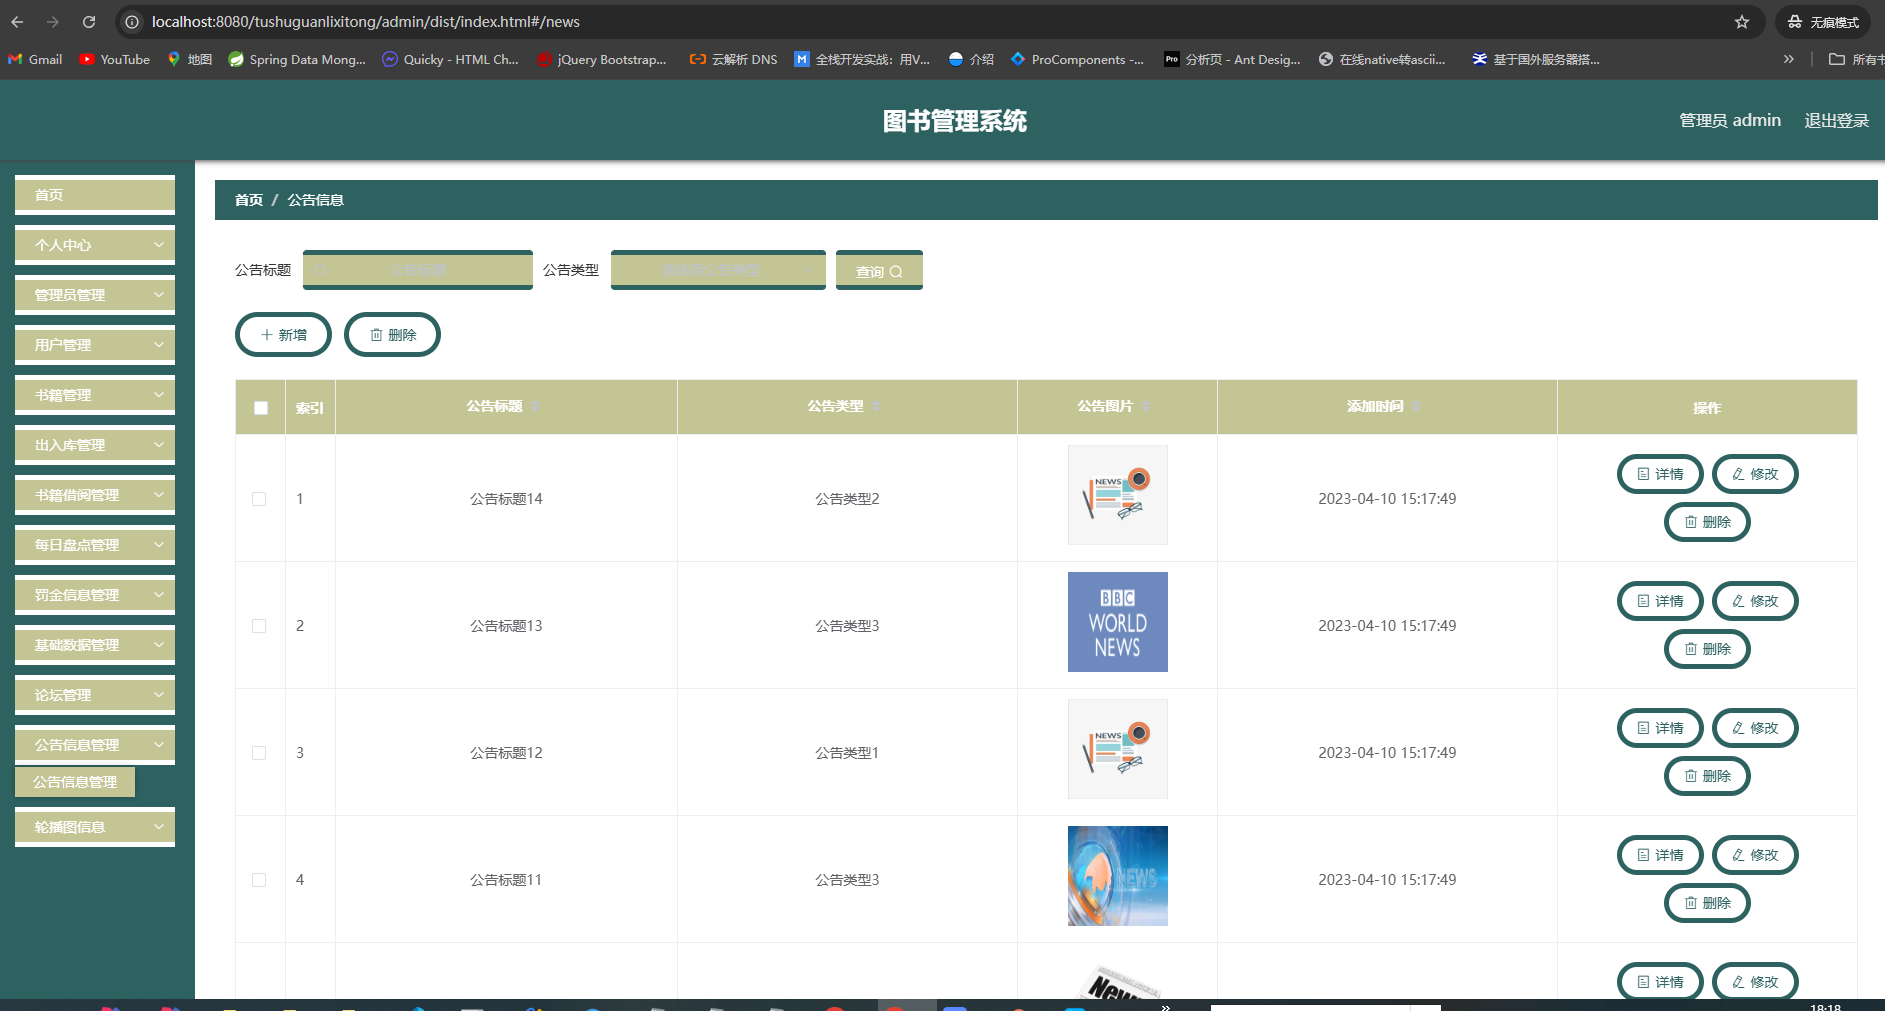 localhost:8080/tushuguanlixitong/admin/dist/index.html#/news
无痕模式
Gmail
YouTube
地图
Spring Data Mong...
Quicky - HTML Ch...
jQuery Bootstrap...
云解析 DNS
全栈开发实战：用V...
介绍
ProComponents -...
分析页 - Ant Desig...
在线native转ascii...
基于国外服务器搭...
所有书
图书管理系统
管理员 admin
退出登录
首页
个人中心
管理员管理
用户管理
书籍管理
出入库管理
书籍借阅管理
每日盘点管理
罚金信息管理
基础数据管理
论坛管理
公告信息管理
公告信息管理
轮播图信息
首页 / 公告信息
公告标题
公告标题
公告类型
请选择公告类型
查询
新增
删除
索引 公告标题 公告类型 公告图片 添加时间 操作
1 公告标题14 公告类型2 NEWS 2023-04-10 15:17:49 详情 修改
删除
2 公告标题13 公告类型3 BBC WORLD NEWS 2023-04-10 15:17:49 详情 修改
删除
3 公告标题12 公告类型1 NEWS 2023-04-10 15:17:49 详情 修改
删除
4 公告标题11 公告类型3 NEWS 2023-04-10 15:17:49 详情 修改
删除
详情 修改
18:18